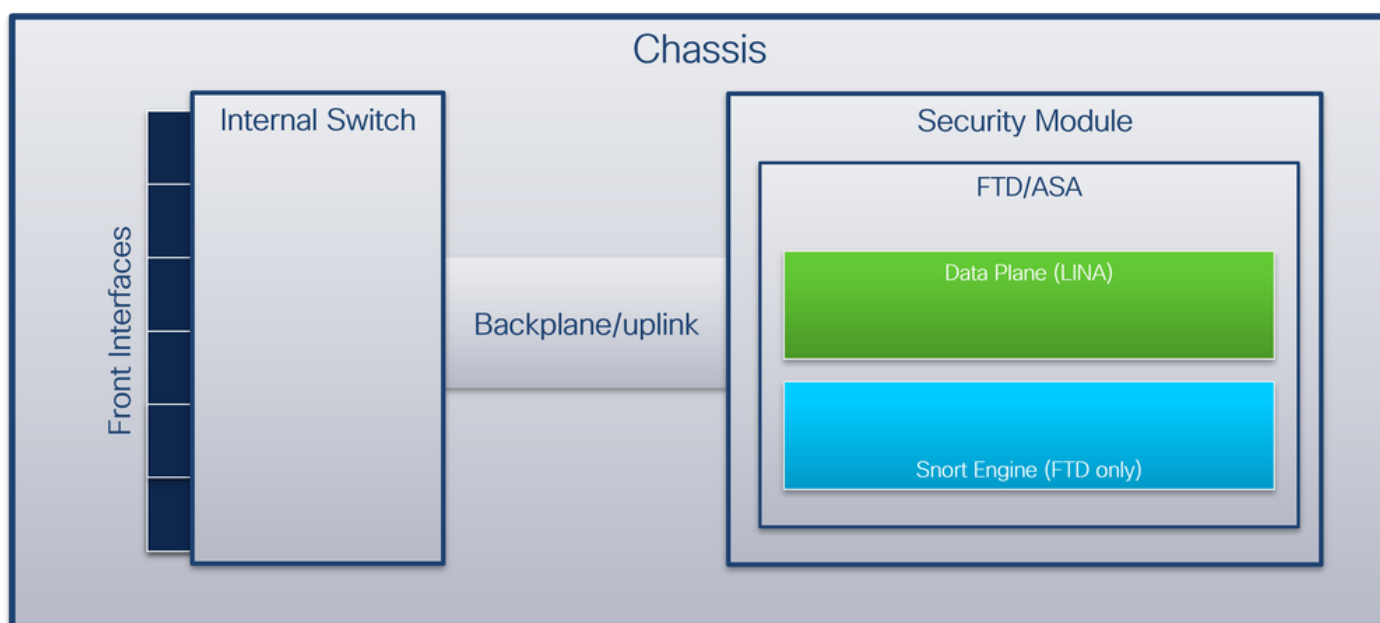 Chassis
Internal Switch
Front Interfaces
Backplane/uplink
Security Module
FTD/ASA
Data Plane (LINA)
Snort Engine (FTD only)